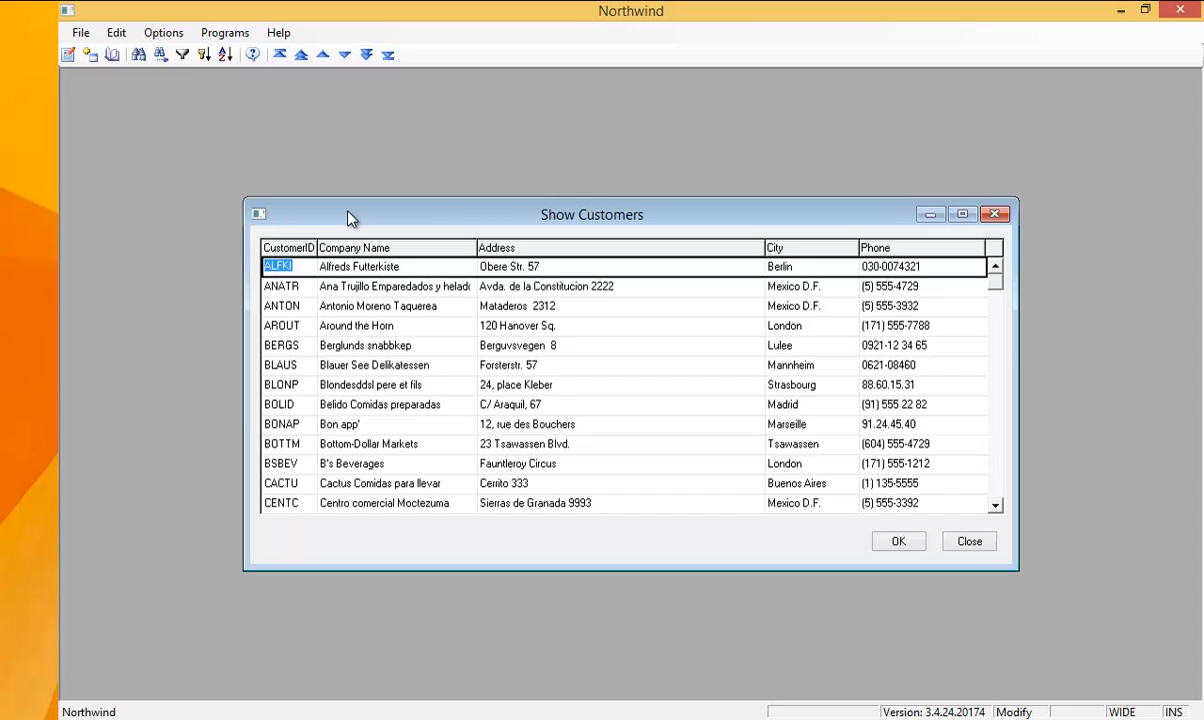 Northwind
File Edit Options Programs Help
Show Customers
CustomerID Company Name Address City Phone
ALFKI Alfreds Futterkiste Obere Str. 57 Berlin 030-0074321
ANATR Ana Trujillo Emparedados y helado Avda. de la Constitucion 2222 Mexico D.F. (5) 555-4729
ANTON Antonio Moreno Taquerea Mataderos 2312 Mexico D.F. (5) 555-3932
AROUT Around the Horn 120 Hanover Sq. London (171) 555-7788
BERGS Berglunds snabbkep Berguvsvegen 8 Lulee 0921-12 34 65
BLAUS Blauer See Delikatessen Forsterstr. 57 Mannheim 0621-08460
BLONP Blondesddsl pere et fils 24, place Kleber Strasbourg 88.60.15.31
BOLID Belido Comidas preparadas C/ Araquil, 67 Madrid (91) 555 22 82
BONAP Bon app' 12, rue des Bouchers Marseille 91.24.45.40
BOTTM Bottom-Dollar Markets 23 Tsawassen Blvd. Tsawassen (604) 555-4729
BSBEV B's Beverages Fauntleroy Circus London (171) 555-1212
CACTU Cactus Comidas para llevar Cerrito 333 Buenos Aires (1) 135-5555
CENTC Centro comercial Moctezuma Sierras de Granada 9993 Mexico D.F. (5) 555-3392
OK Close
Northwind Version: 3.4.24.20174 Modify WIDE INS